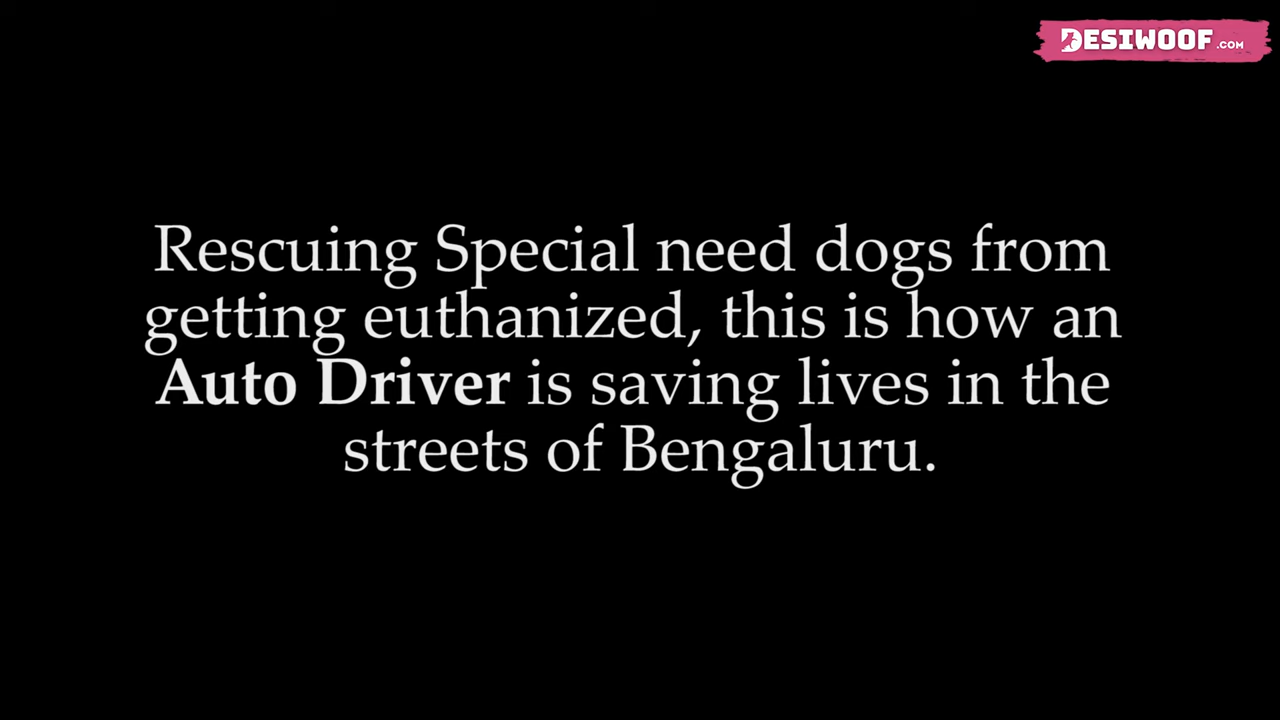 DESIWOOF.COM
Rescuing Special need dogs from
getting euthanized, this is how an
Auto Driver is saving lives in the
streets of Bengaluru.